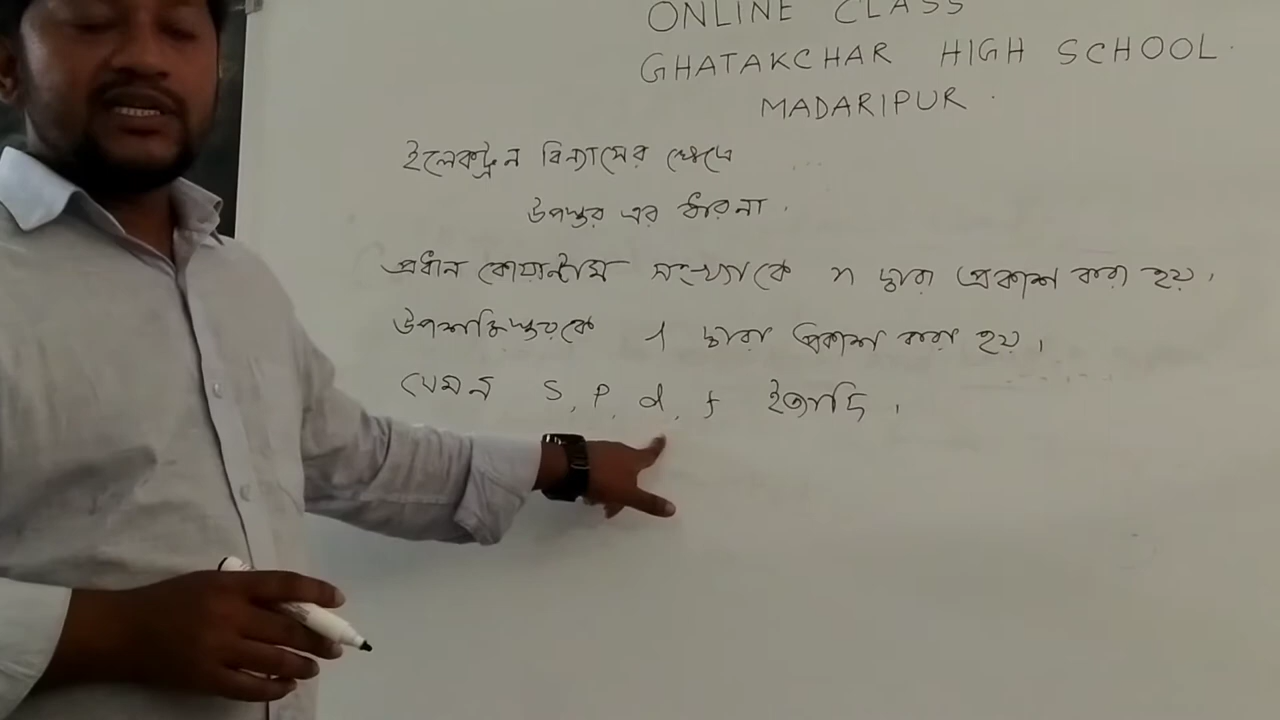 ONLINE CLASS
GHATAKCHAR HIGH SCHOOL
MADARIPUR
ইলেকট্রন বিন্যাসের ক্ষেত্রে
উপস্তর এর ধারনা .
প্রধান কোয়ান্টাম সংখ্যাকে n দ্বারা প্রকাশ করা হয় ।
উপশক্তিস্তরকে l দ্বারা প্রকাশ করা হয় ।
যেমন S, P, d, f ইত্যাদি ।